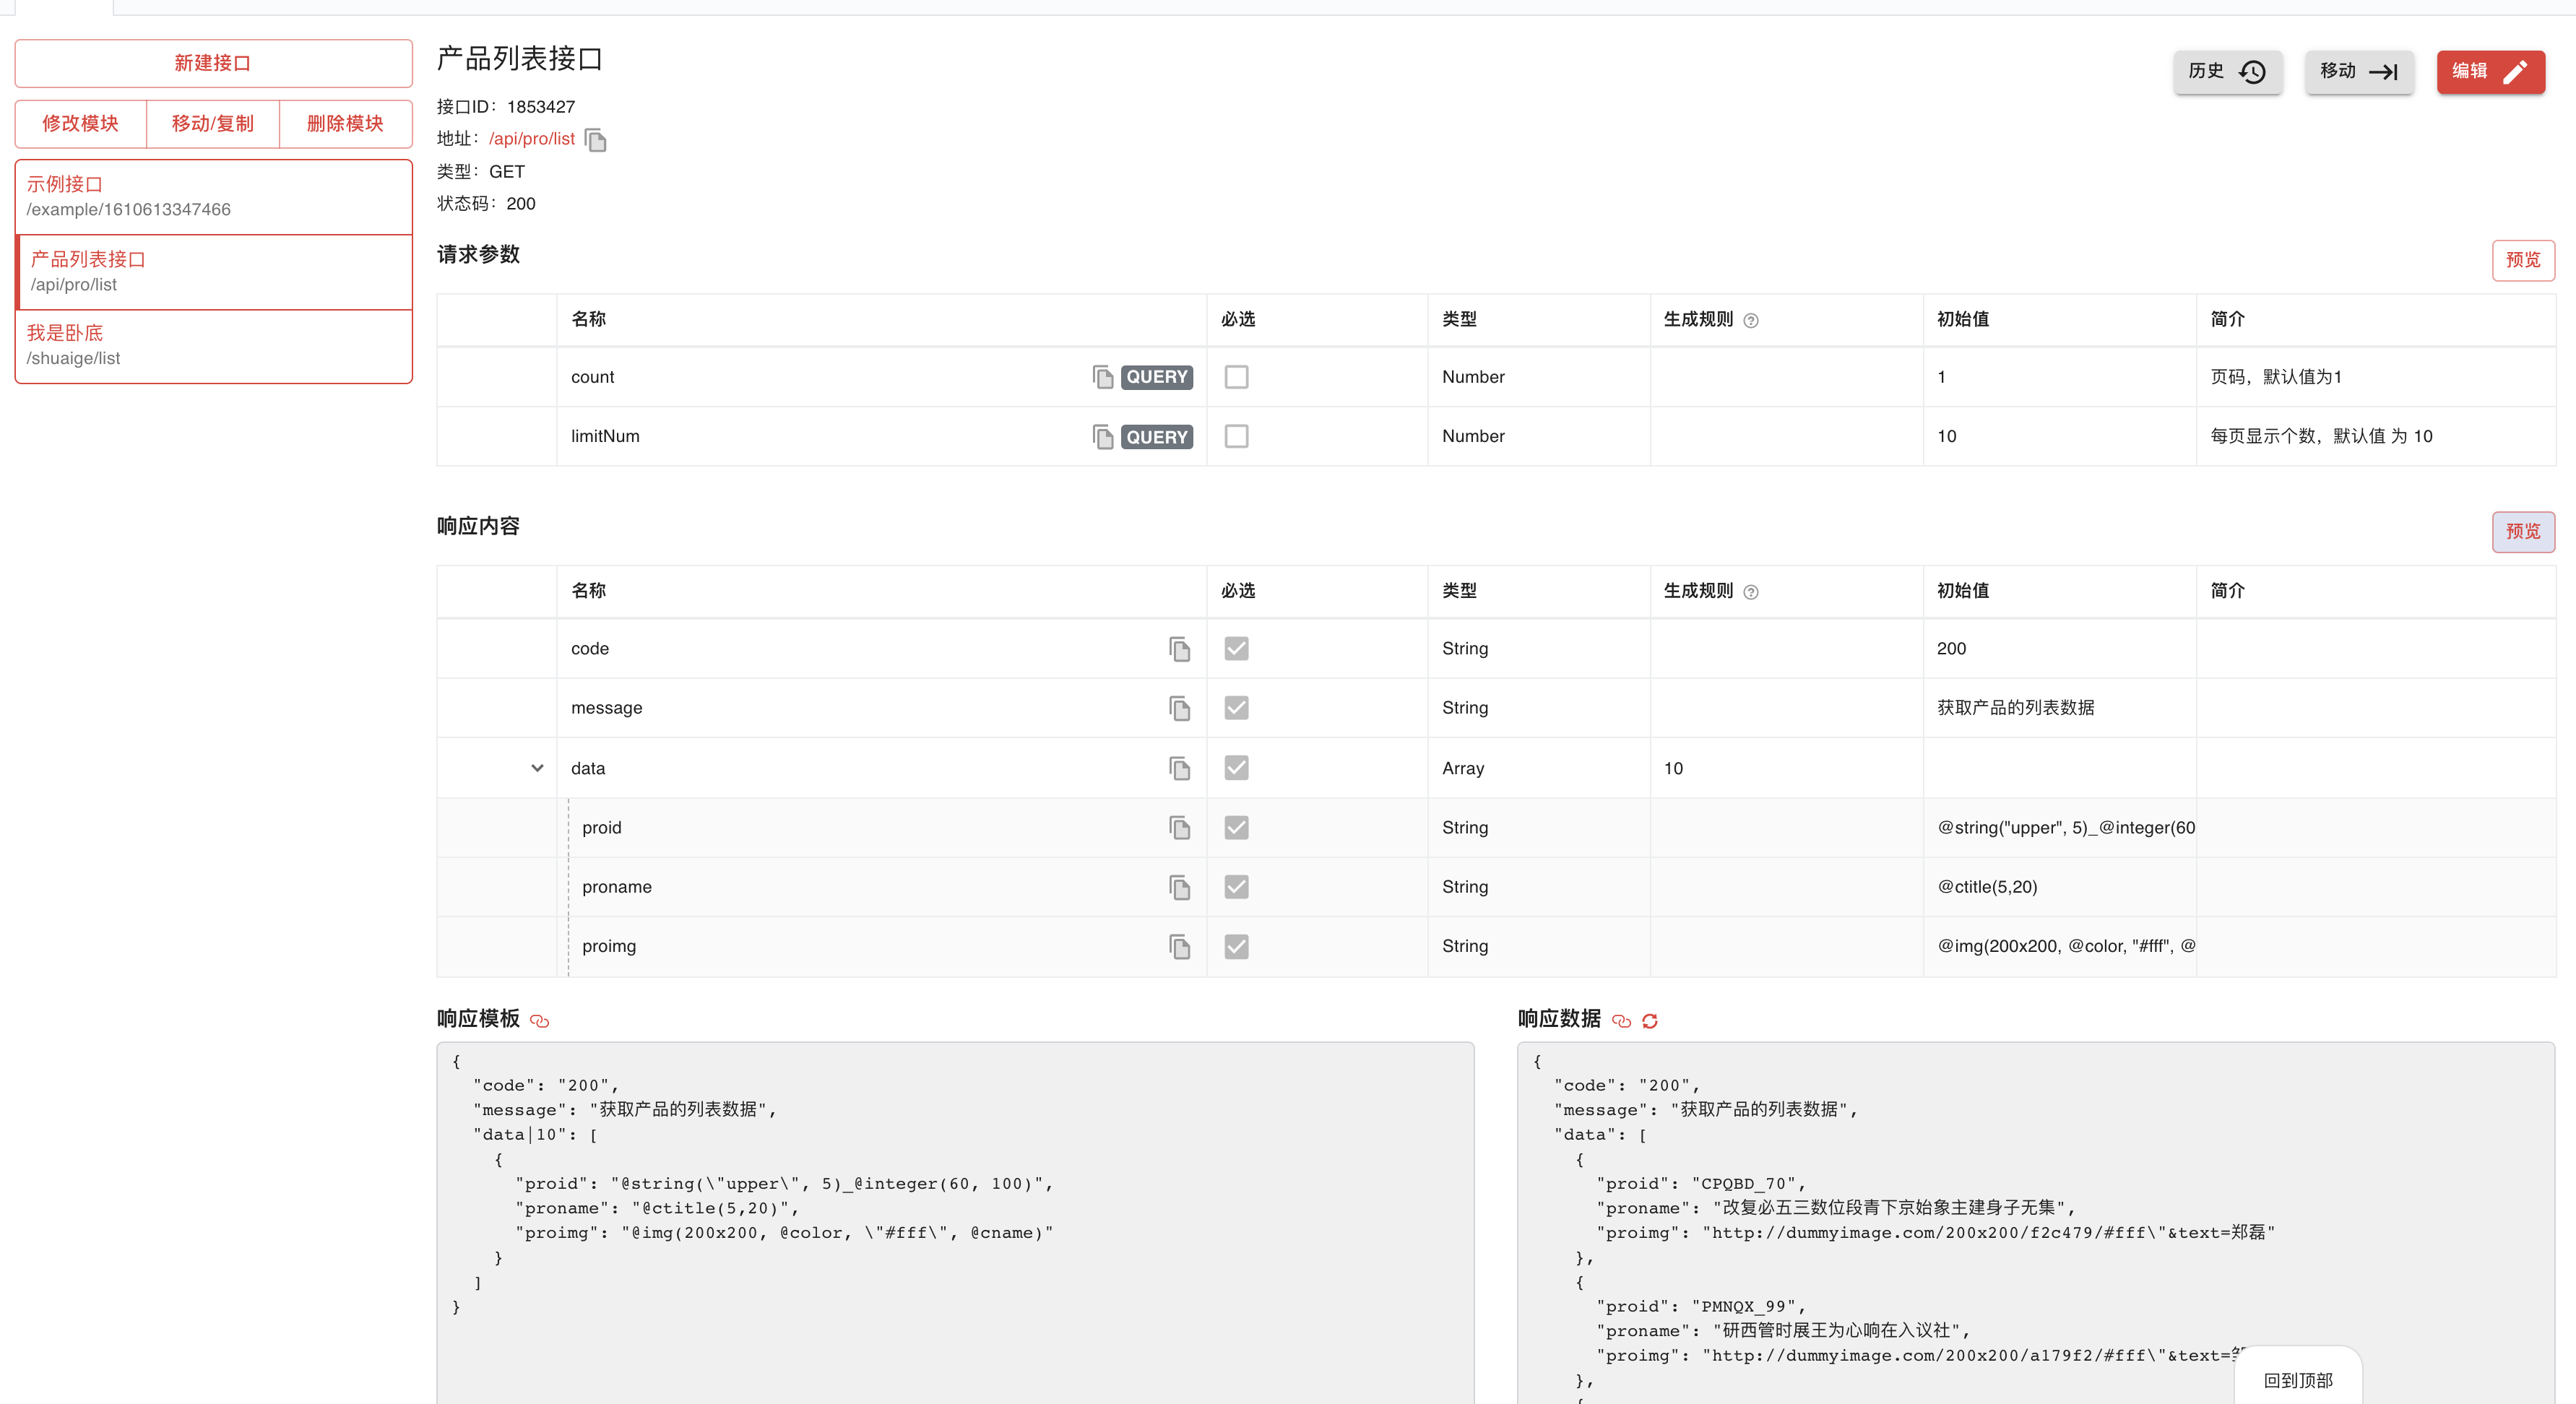 新建接口
修改模块 移动/复制 删除模块
示例接口
/example/1610613347466
产品列表接口
/api/pro/list
我是卧底
/shuaige/list
产品列表接口
历史 移动 编辑
接口ID：1853427
地址：/api/pro/list
类型：GET
状态码：200
请求参数
预览
名称 必选 类型 生成规则 初始值 简介
count QUERY Number 1 页码，默认值为1
limitNum QUERY Number 10 每页显示个数，默认值 为 10
响应内容
预览
名称 必选 类型 生成规则 初始值 简介
code String 200
message String 获取产品的列表数据
data Array 10
proid String @string("upper", 5)_@integer(60
proname String @ctitle(5,20)
proimg String @img(200x200, @color, "#fff", @
响应模板
{
"code": "200",
"message": "获取产品的列表数据",
"data|10": [
{
"proid": "@string(\"upper\", 5)_@integer(60, 100)",
"proname": "@ctitle(5,20)",
"proimg": "@img(200x200, @color, \"#fff\", @cname)"
}
]
}
响应数据
{
"code": "200",
"message": "获取产品的列表数据",
"data": [
{
"proid": "CPQBD_70",
"proname": "改复必五三数位段青下京始象主建身子无集",
"proimg": "http://dummyimage.com/200x200/f2c479/#fff\"&text=郑磊"
},
{
"proid": "PMNQX_99",
"proname": "研西管时展王为心响在入议社",
"proimg": "http://dummyimage.com/200x200/a179f2/#fff\"&text=
},
回到顶部